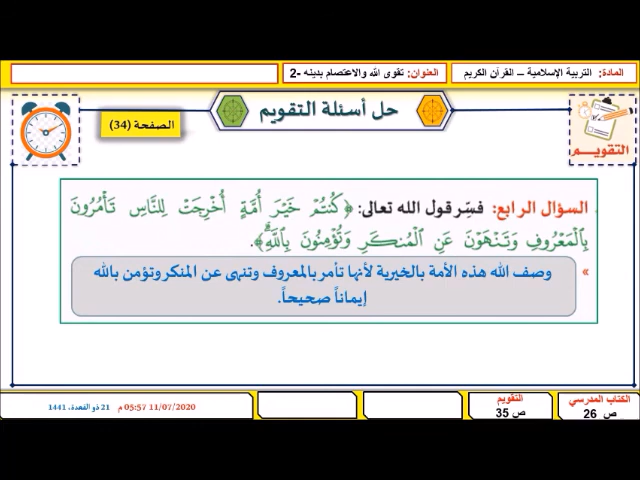 المادة: التربية الإسلامية – القرآن الكريم
العنوان: تقوى الله والاعتصام بدينه -2
حل أسئلة التقويم
الصفحة (34)
التقويـــم
السؤال الرابع: فسِّر قول الله تعالى: ﴿ كُنتُمْ خَيْرَ أُمَّةٍ أُخْرِجَتْ لِلنَّاسِ تَأْمُرُونَ
بِالْمَعْرُوفِ وَتَنْهَوْنَ عَنِ الْمُنكَرِ وَتُؤْمِنُونَ بِاللَّهِ ۗ ﴾.
» وصف الله هذه الأمة بالخيرية لأنها تأمر بالمعروف وتنهى عن المنكر وتؤمن بالله
إيماناً صحيحاً.
الكتاب المدرسي
ص 26
التقويم
ص 35
11/07/2020 05:57 م
21 ذو القعدة، 1441